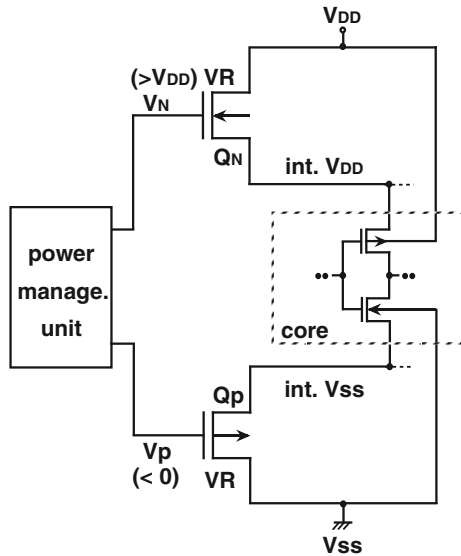 VDD
(>VDD) VR
VN
QN
int. VDD
power
manage.
unit
core
Qp
int. Vss
Vp
(< 0)
VR
Vss